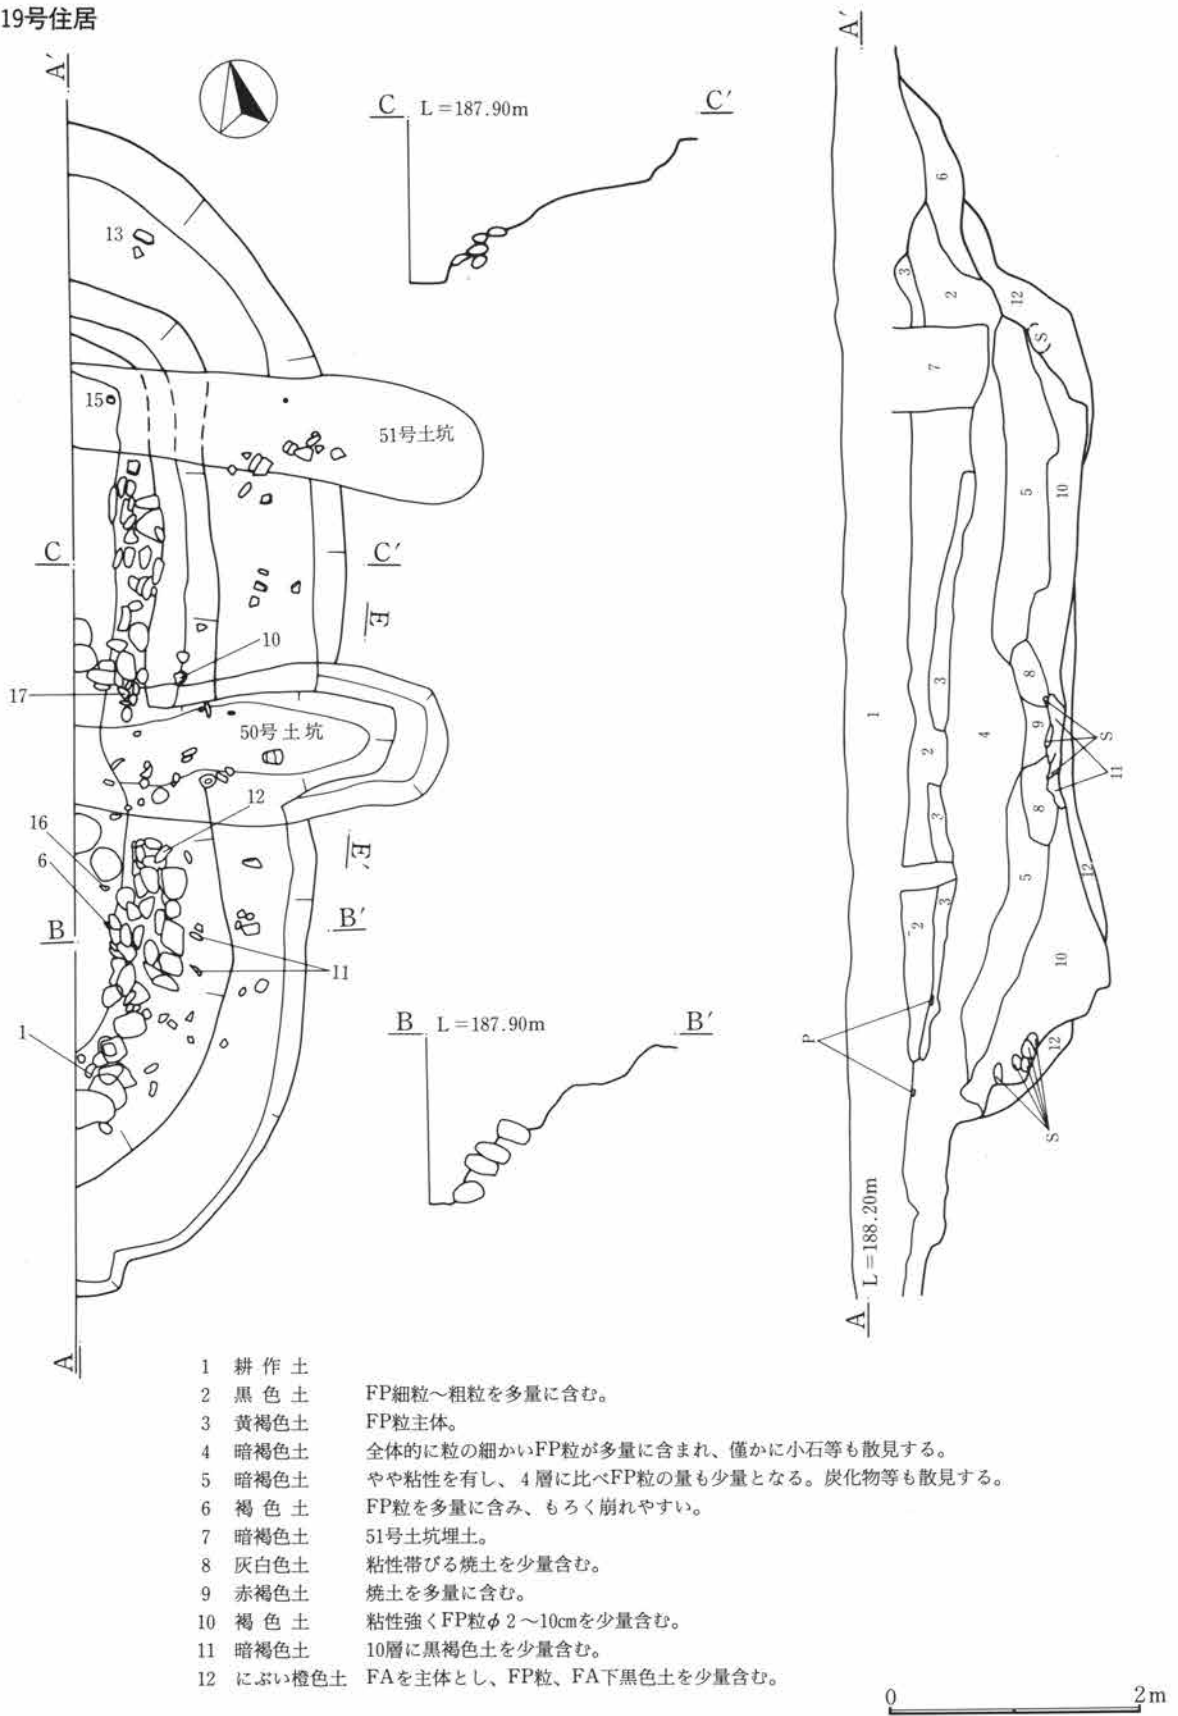 19号住居
A′
A′
C L=187.90m C′
6
13
3
2
12
S
7
15
51号土坑
5
10
C
C′
E
10
17
3
8
1
9
S
50号土坑
2
4
11
12
3
8
16
E′
6
5
12
B
B′
3
2
10
11
B L=187.90m B′
1
P
12
S
L=188.20m
A
A
1 耕作土
2 黒色土 FP細粒〜粗粒を多量に含む。
3 黄褐色土 FP粒主体。
4 暗褐色土 全体的に粒の細かいFP粒が多量に含まれ、僅かに小石等も散見する。
5 暗褐色土 やや粘性を有し、4層に比べFP粒の量も少量となる。炭化物等も散見する。
6 褐色土 FP粒を多量に含み、もろく崩れやすい。
7 暗褐色土 51号土坑埋土。
8 灰白色土 粘性帯びる焼土を少量含む。
9 赤褐色土 焼土を多量に含む。
10 褐色土 粘性強くFP粒φ2〜10㎝を少量含む。
11 暗褐色土 10層に黒褐色土を少量含む。
12 にぶい橙色土 FAを主体とし、FP粒、FA下黒色土を少量含む。
0 2m